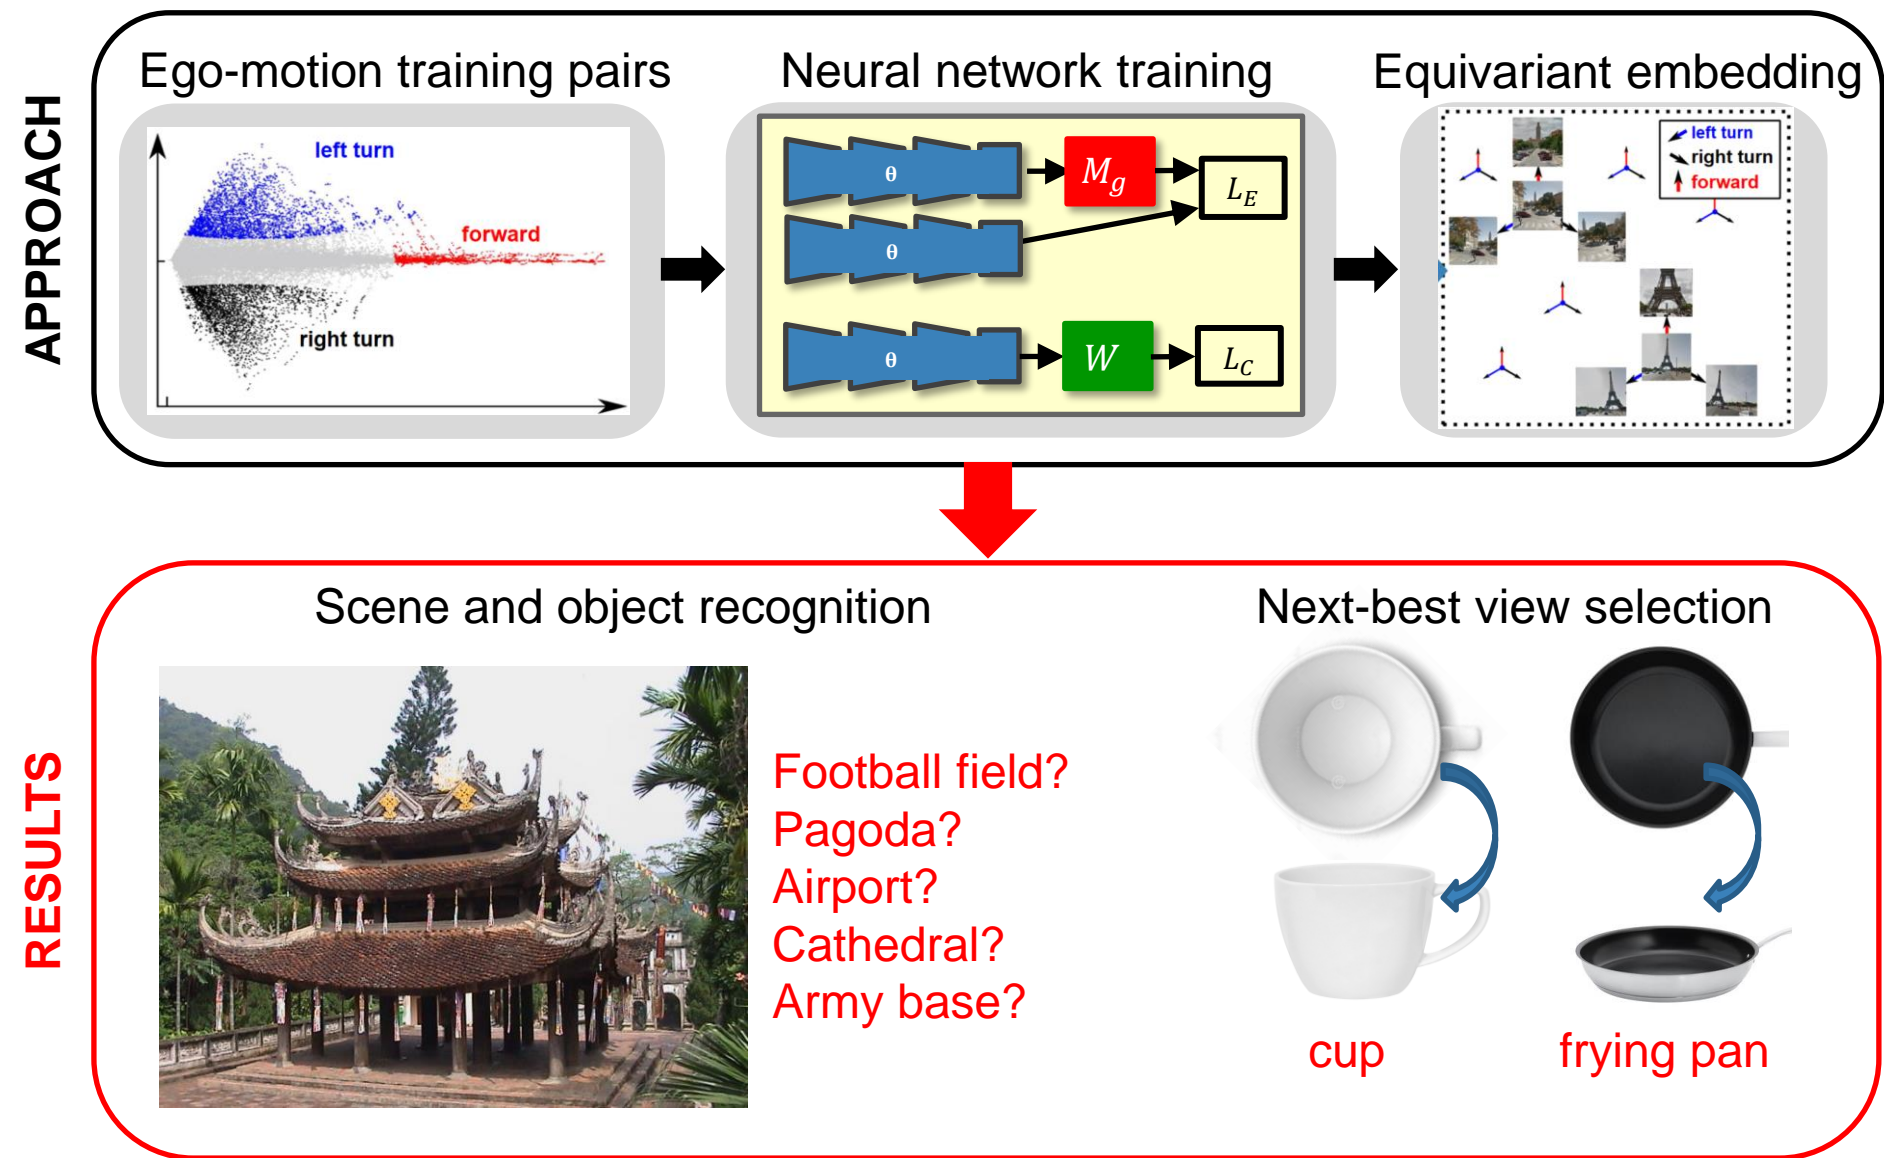 APPROACH
Ego-motion training pairs
Neural network training
Equivariant embedding
left turn
forward
right turn
θ
M_g
L_E
θ
θ
W
L_C
left turn
right turn
forward
RESULTS
Scene and object recognition
Next-best view selection
Football field?
Pagoda?
Airport?
Cathedral?
Army base?
cup
frying pan